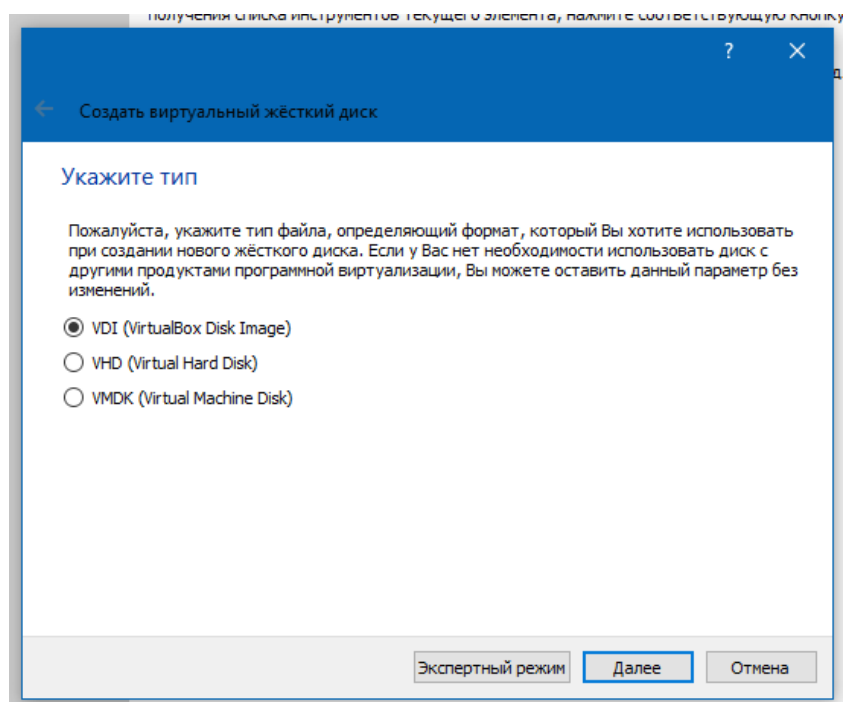 получения списка инструментов текущего элемента, нажмите соответствующую кнопку
?
д
Создать виртуальный жёсткий диск
Укажите тип
Пожалуйста, укажите тип файла, определяющий формат, который Вы хотите использовать
при создании нового жёсткого диска. Если у Вас нет необходимости использовать диск с
другими продуктами программной виртуализации, Вы можете оставить данный параметр без
изменений.
VDI (VirtualBox Disk Image)
VHD (Virtual Hard Disk)
VMDK (Virtual Machine Disk)
Экспертный режим Далее Отмена